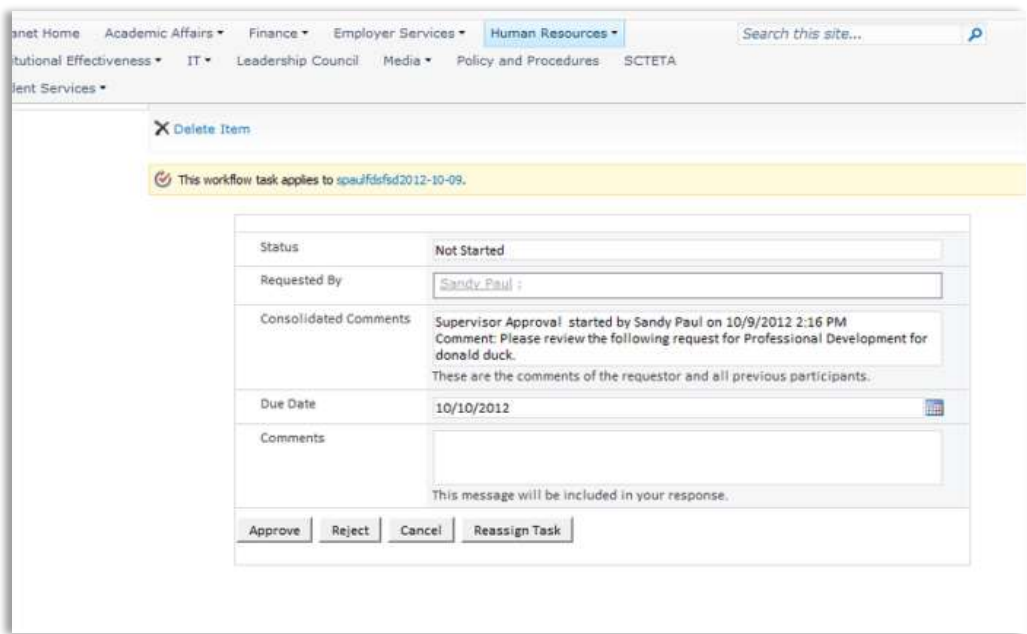 anet Home Academic Affairs Finance Employer Services Human Resources Search this site...
tutional Effectiveness IT Leadership Council Media Policy and Procedures SCTETA
dent Services
Delete Item
This workflow task applies to spaulfdsfsd2012-10-09.
Status Not Started
Requested By Sandy Paul ;
Consolidated Comments Supervisor Approval started by Sandy Paul on 10/9/2012 2:16 PM
Comment: Please review the following request for Professional Development for
donald duck.
These are the comments of the requestor and all previous participants.
Due Date 10/10/2012
Comments
This message will be included in your response.
Approve Reject Cancel Reassign Task